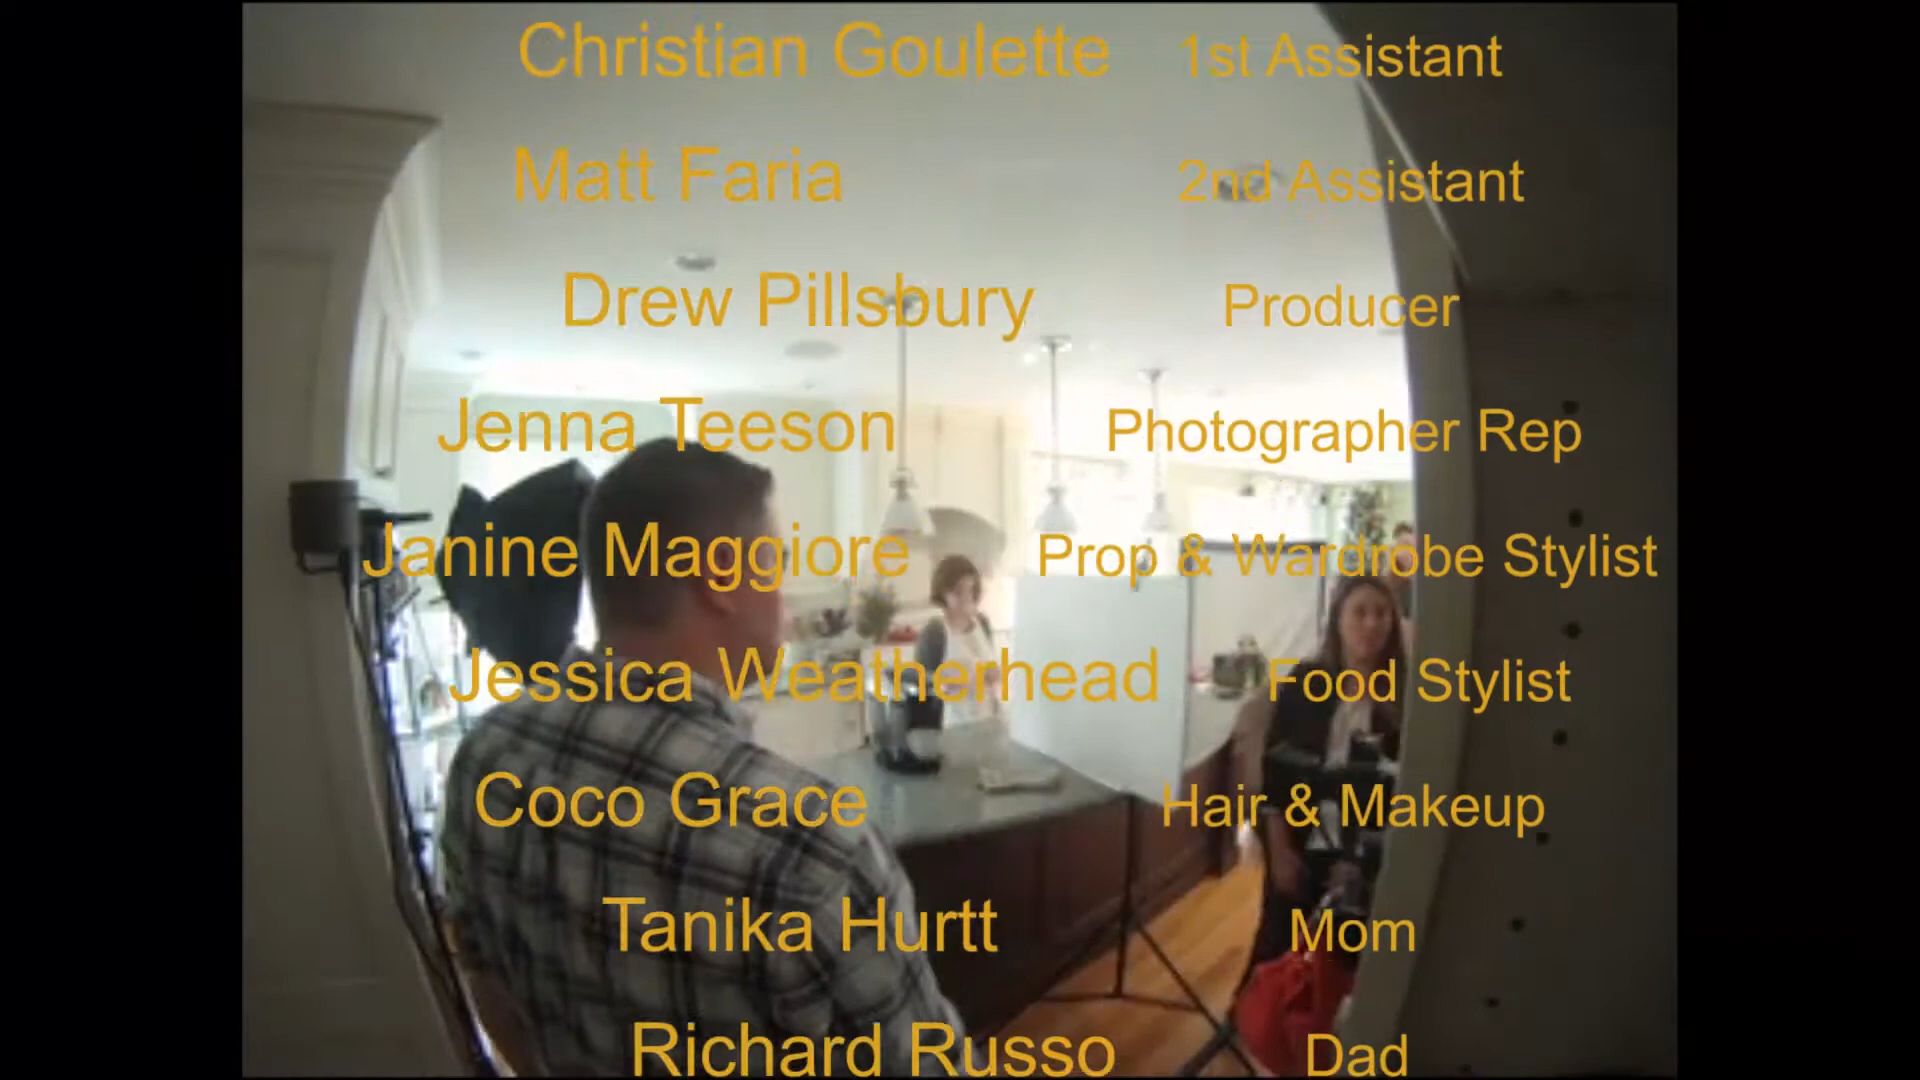 Christian Goulette 1st Assistant
Matt Faria 2nd Assistant
Drew Pillsbury Producer
Jenna Teeson Photographer Rep
Janine Maggiore Prop & Wardrobe Stylist
Jessica Weatherhead Food Stylist
Coco Grace Hair & Makeup
Tanika Hurtt Mom
Richard Russo Dad